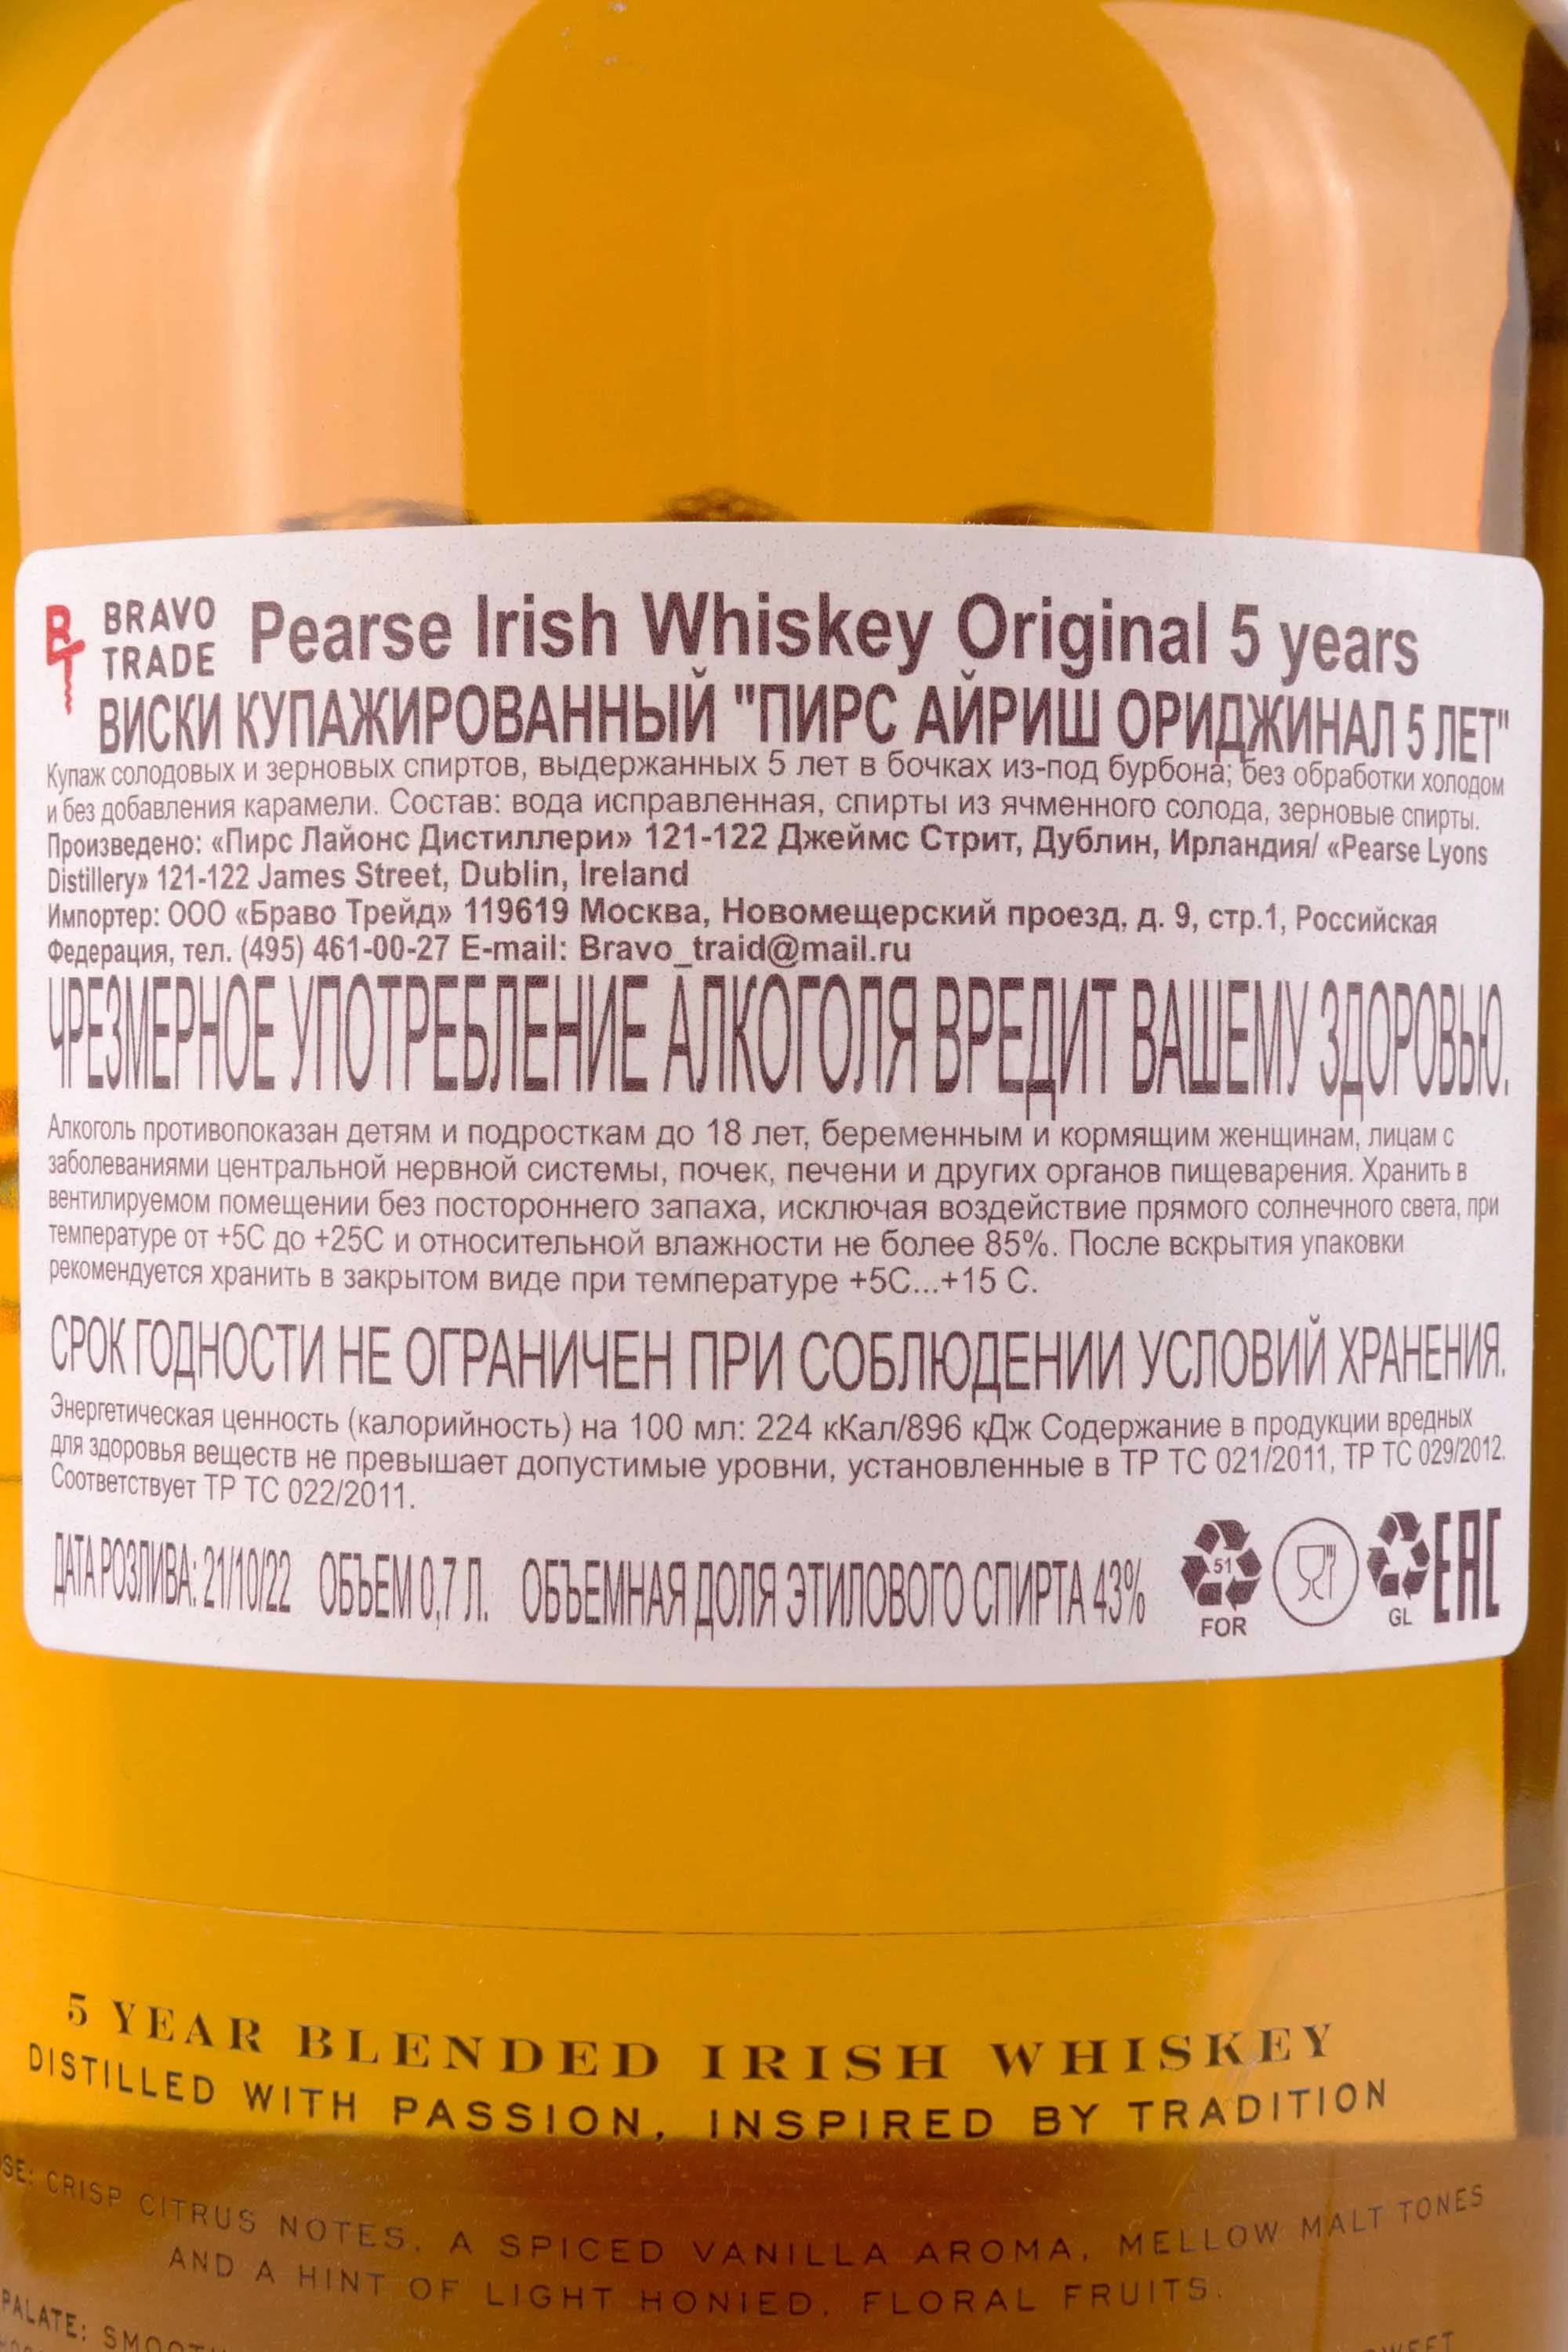 BRAVO
TRADE
Pearse Irish Whiskey Original 5 years
ВИСКИ КУПАЖИРОВАННЫЙ "ПИРС АЙРИШ ОРИДЖИНАЛ 5 ЛЕТ"
Купаж солодовых и зерновых спиртов, выдержанных 5 лет в бочках из-под бурбона; без обработки холодом
и без добавления карамели. Состав: вода исправленная, спирты из ячменного солода, зерновые спирты.
Произведено: «Пирс Лайонс Дистиллери» 121-122 Джеймс Стрит, Дублин, Ирландия/ «Pearse Lyons
Distillery» 121-122 James Street, Dublin, Ireland
Импортер: ООО «Браво Трейд» 119619 Москва, Новомещерский проезд, д. 9, стр.1, Российская
Федерация, тел. (495) 461-00-27 E-mail: Bravo_traid@mail.ru
ЧРЕЗМЕРНОЕ УПОТРЕБЛЕНИЕ АЛКОГОЛЯ ВРЕДИТ ВАШЕМУ ЗДОРОВЬЮ.
Алкоголь противопоказан детям и подросткам до 18 лет, беременным и кормящим женщинам, лицам с
заболеваниями центральной нервной системы, почек, печени и других органов пищеварения. Хранить в
вентилируемом помещении без постороннего запаха, исключая воздействие прямого солнечного света, при
температуре от +5С до +25С и относительной влажности не более 85%. После вскрытия упаковки
рекомендуется хранить в закрытом виде при температуре +5С...+15 С.
СРОК ГОДНОСТИ НЕ ОГРАНИЧЕН ПРИ СОБЛЮДЕНИИ УСЛОВИЙ ХРАНЕНИЯ.
Энергетическая ценность (калорийность) на 100 мл: 224 кКал/896 кДж Содержание в продукции вредных
для здоровья веществ не превышает допустимые уровни, установленные в ТР ТС 021/2011, ТР ТС 029/2012.
Соответствует ТР ТС 022/2011.
ДАТА РОЗЛИВА: 21/10/22 ОБЪЕМ 0,7 Л. ОБЪЕМНАЯ ДОЛЯ ЭТИЛОВОГО СПИРТА 43%
51
FOR
GL
EAC
5 YEAR BLENDED IRISH WHISKEY
DISTILLED WITH PASSION, INSPIRED BY TRADITION
SE: CRISP CITRUS NOTES, A SPICED VANILLA AROMA, MELLOW MALT TONES
AND A HINT OF LIGHT HONIED, FLORAL FRUITS.
PALATE: